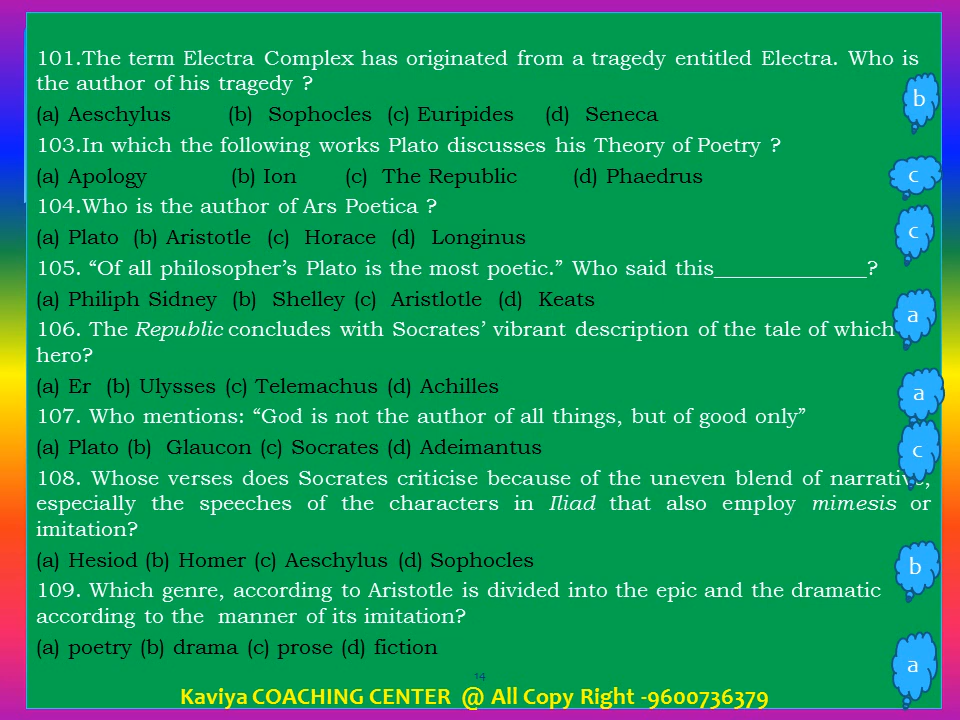 101.The term Electra Complex has originated from a tragedy entitled Electra. Who is
the author of his tragedy ?
b
(a) Aeschylus (b) Sophocles (c) Euripides (d) Seneca
103.In which the following works Plato discusses his Theory of Poetry ?
(a) Apology (b) Ion (c) The Republic (d) Phaedrus
c
104.Who is the author of Ars Poetica ?
c
(a) Plato (b) Aristotle (c) Horace (d) Longinus
105. “Of all philosopher’s Plato is the most poetic.” Who said this______________?
(a) Philiph Sidney (b) Shelley (c) Aristlotle (d) Keats
a
106. The Republic concludes with Socrates’ vibrant description of the tale of which
hero?
(a) Er (b) Ulysses (c) Telemachus (d) Achilles
a
107. Who mentions: “God is not the author of all things, but of good only”
(a) Plato (b) Glaucon (c) Socrates (d) Adeimantus
c
108. Whose verses does Socrates criticise because of the uneven blend of narrative,
especially the speeches of the characters in Iliad that also employ mimesis or
imitation?
(a) Hesiod (b) Homer (c) Aeschylus (d) Sophocles
b
109. Which genre, according to Aristotle is divided into the epic and the dramatic
according to the manner of its imitation?
(a) poetry (b) drama (c) prose (d) fiction
a
14
Kaviya COACHING CENTER @ All Copy Right -9600736379